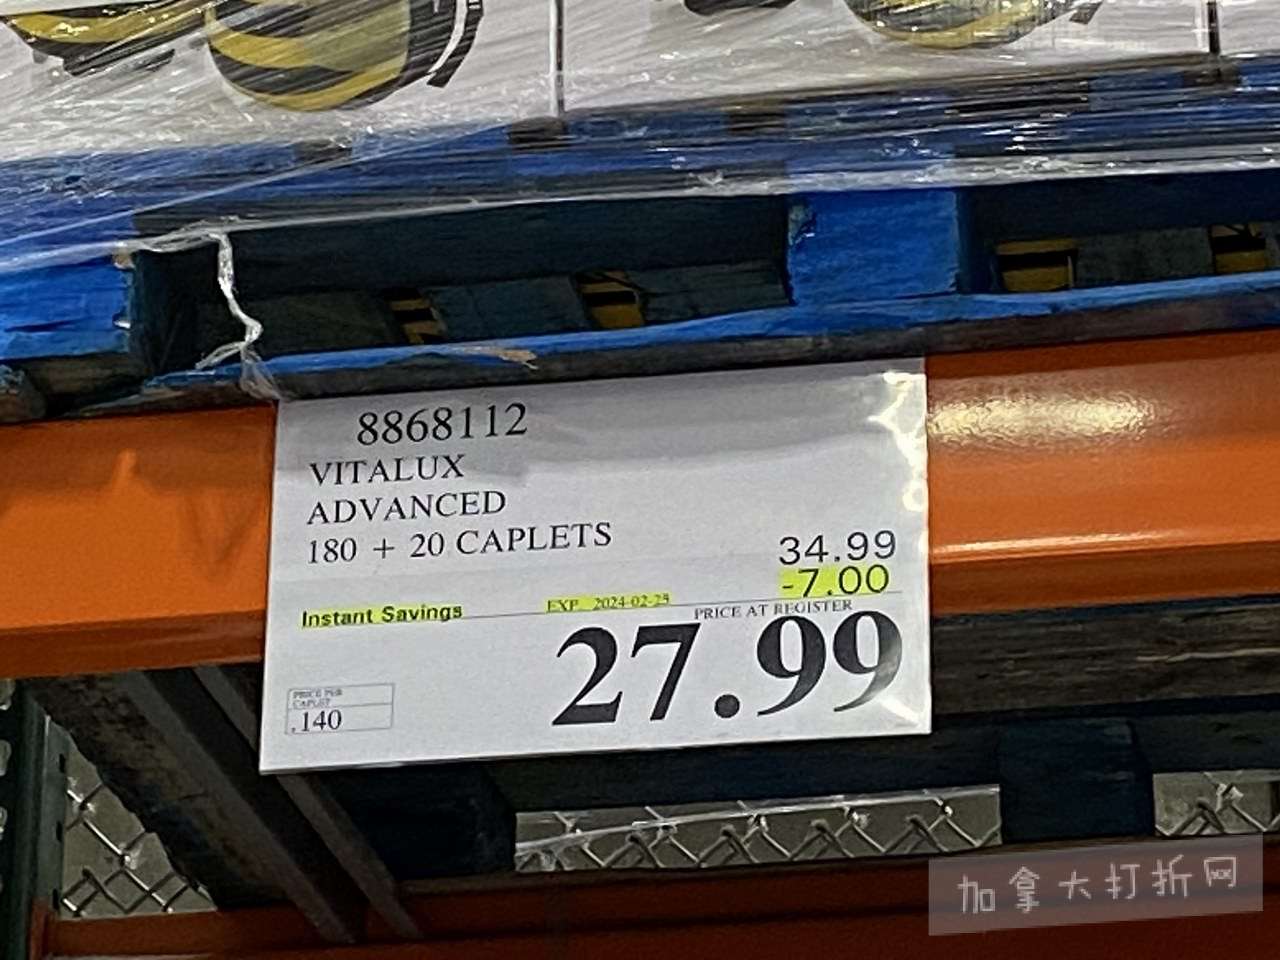 8868112
VITALUX
ADVANCED
180 + 20 CAPLETS
34.99
-7.00
Instant Savings EXP 2024-02-25
PRICE AT REGISTER
27.99
PRICE PER
CAPLET
.140
加拿大打折网